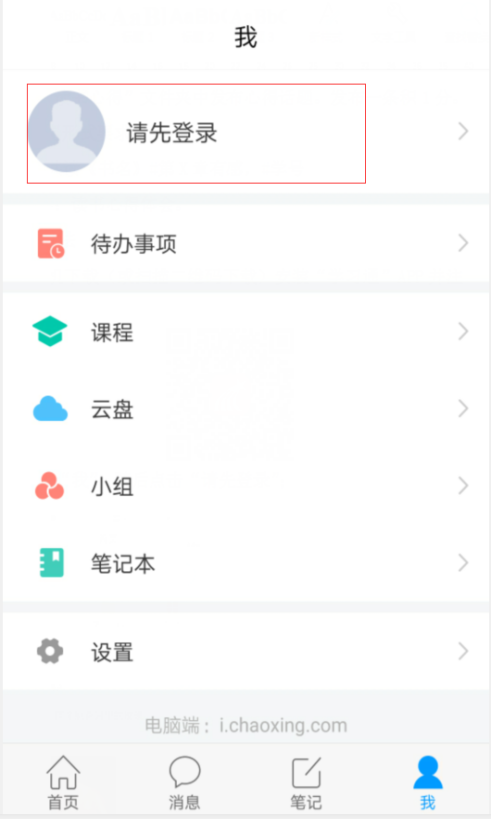 我
请先登录
待办事项
课程
云盘
小组
笔记本
设置
电脑端：i.chaoxing.com
首页
消息
笔记
我